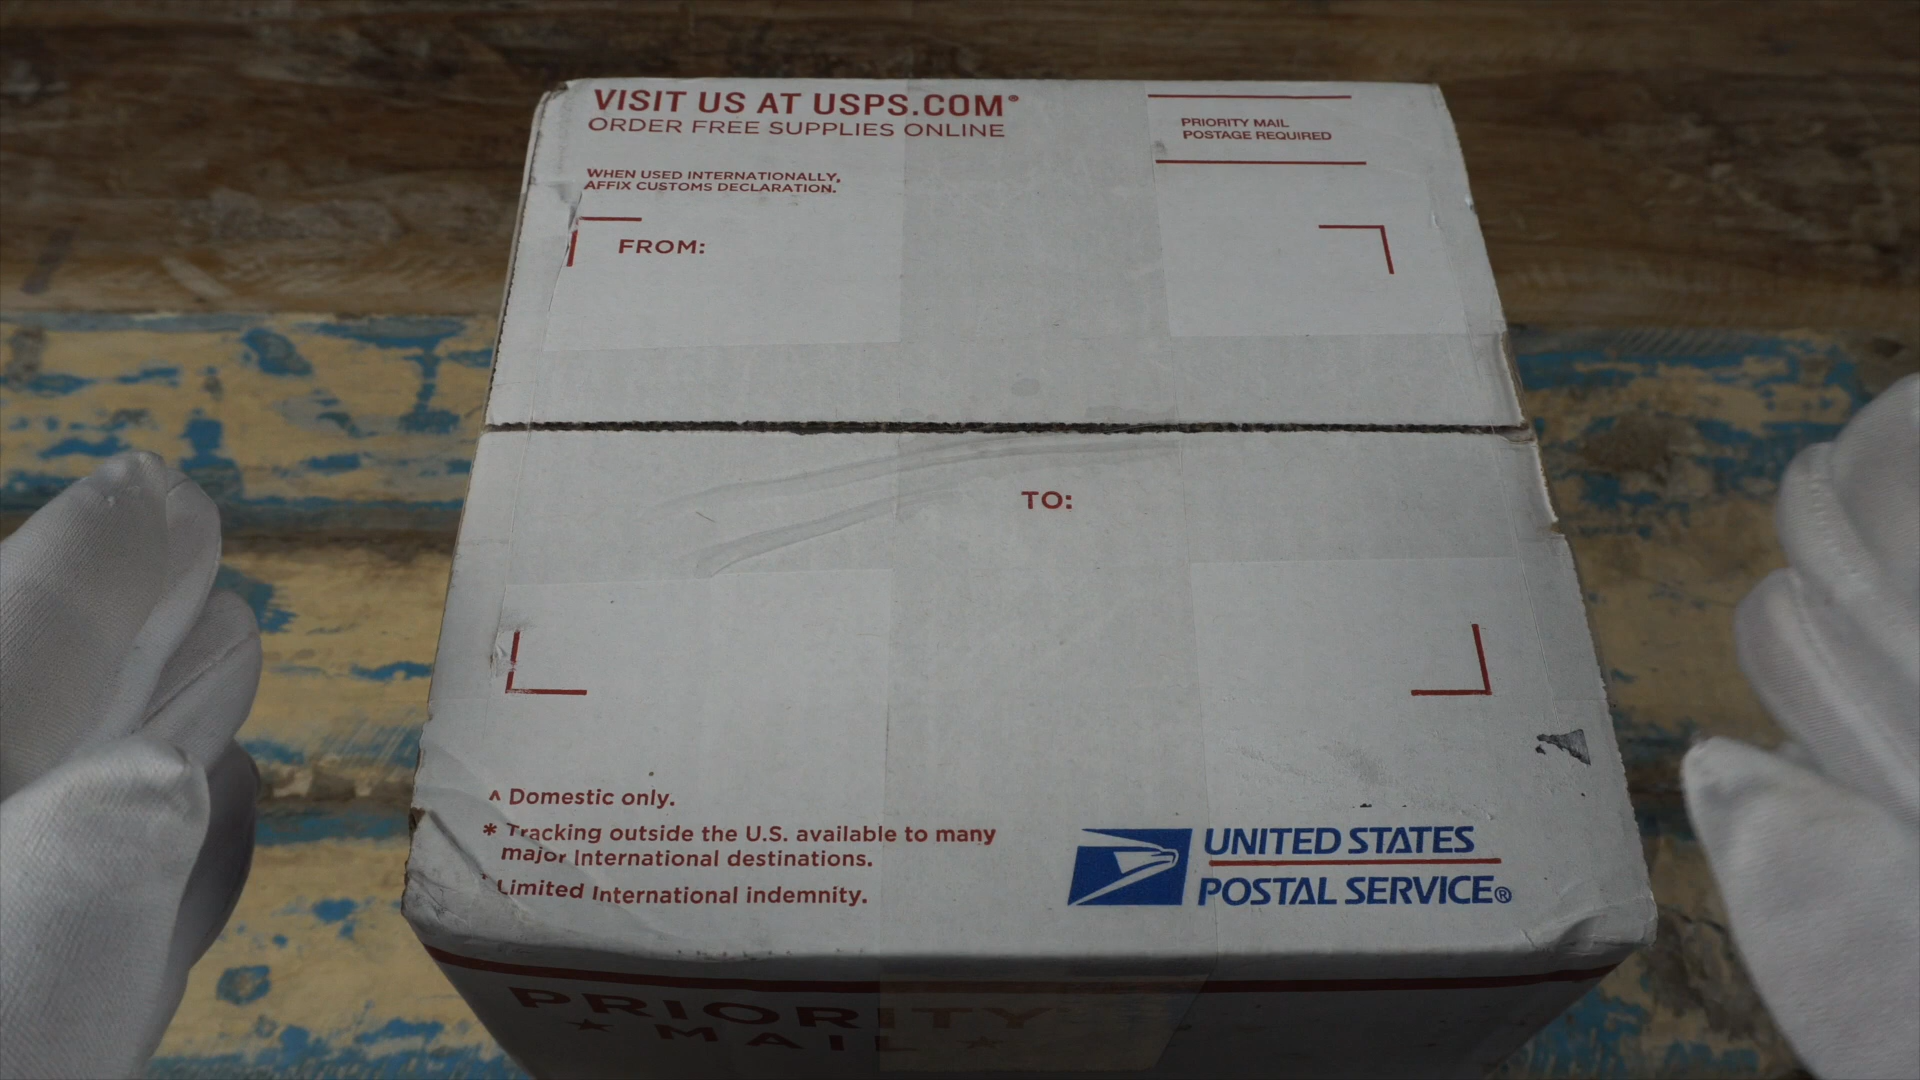 VISIT US AT USPS.COM®
ORDER FREE SUPPLIES ONLINE
PRIORITY MAIL
POSTAGE REQUIRED
WHEN USED INTERNATIONALLY,
AFFIX CUSTOMS DECLARATION.
FROM:
TO:
^ Domestic only.
* Tracking outside the U.S. available to many
major International destinations.
Limited International indemnity.
UNITED STATES
POSTAL SERVICE®
PRIORITY
★ MAIL ★